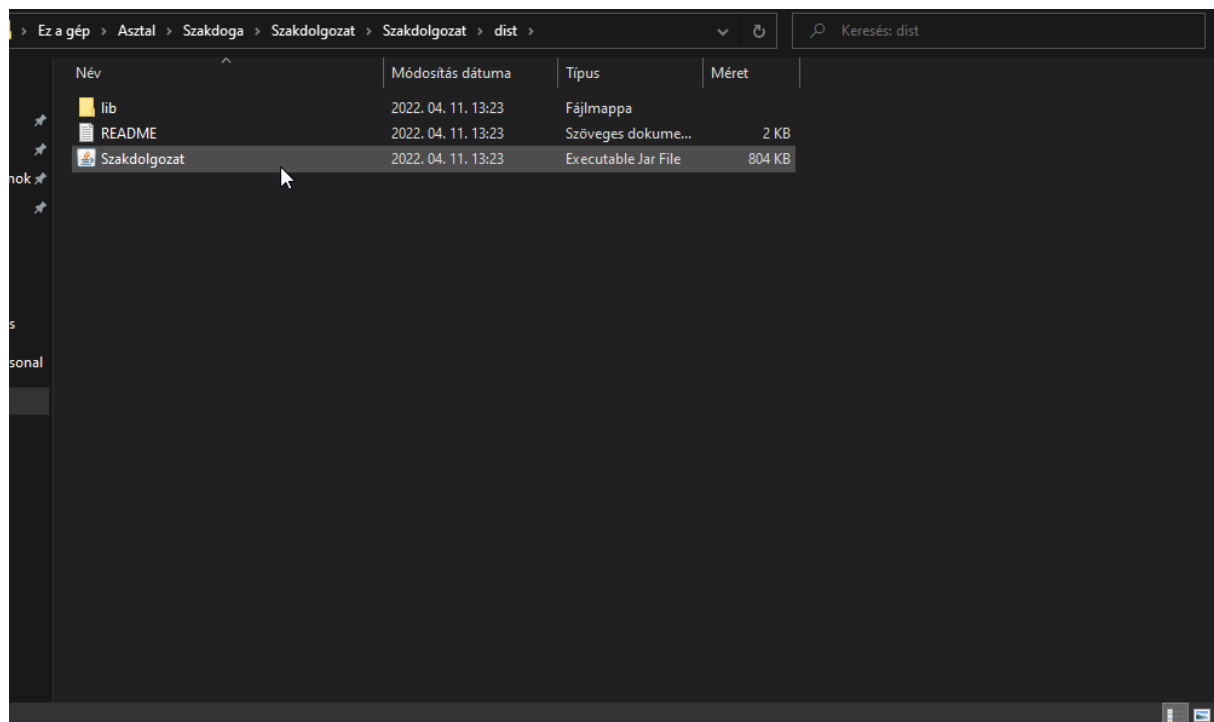 Ez a gép > Asztal > Szakdoga > Szakdolgozat > Szakdolgozat > dist >
Keresés: dist
Név Módosítás dátuma Típus Méret
lib 2022. 04. 11. 13:23 Fájlmappa
README 2022. 04. 11. 13:23 Szöveges dokume... 2 KB
Szakdolgozat 2022. 04. 11. 13:23 Executable Jar File 804 KB
nok
s
sonal